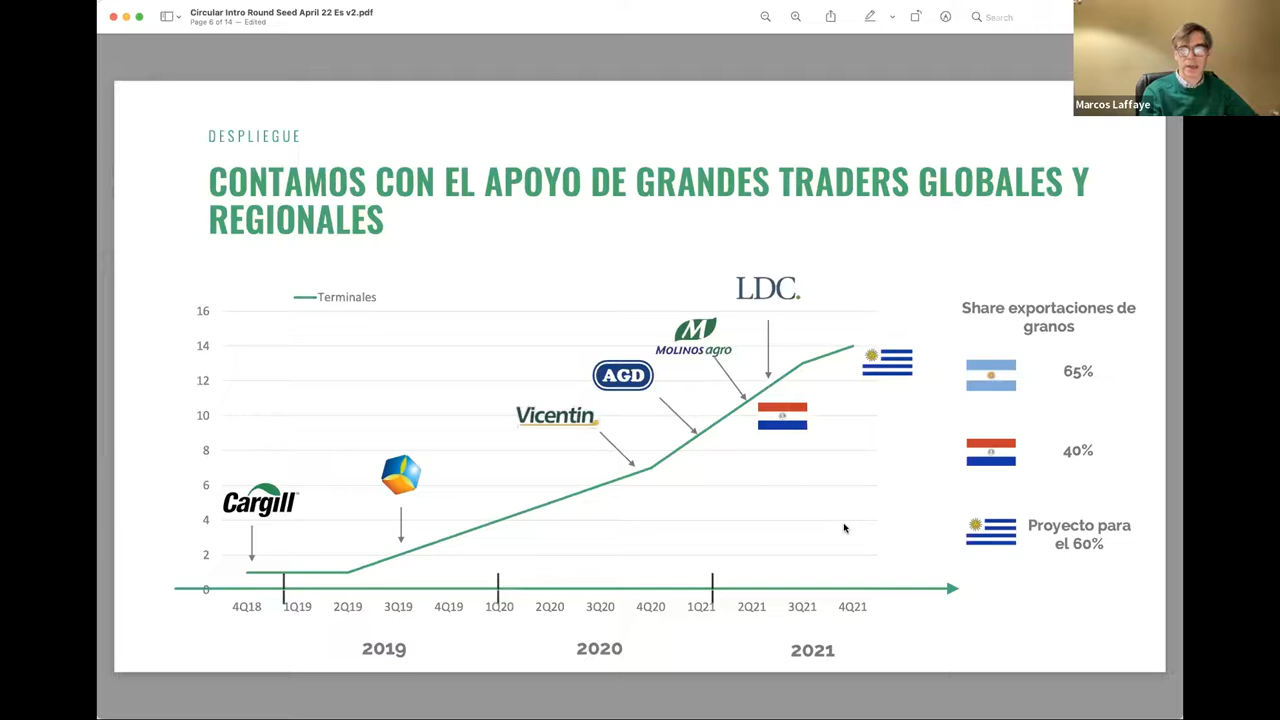 Circular Intro Round Seed April 22 Es v2.pdf
Page 6 of 14 — Edited
Search
Marcos Laffaye
DESPLIEGUE
CONTAMOS CON EL APOYO DE GRANDES TRADERS GLOBALES Y
REGIONALES
Terminales
LDC.
Share exportaciones de
granos
16
14
12
10
8
6
4
2
0
M
MOLINOS agro
AGD
Vicentin
Cargill
65%
40%
Proyecto para
el 60%
4Q18 1Q19 2Q19 3Q19 4Q19 1Q20 2Q20 3Q20 4Q20 1Q21 2Q21 3Q21 4Q21
2019 2020 2021